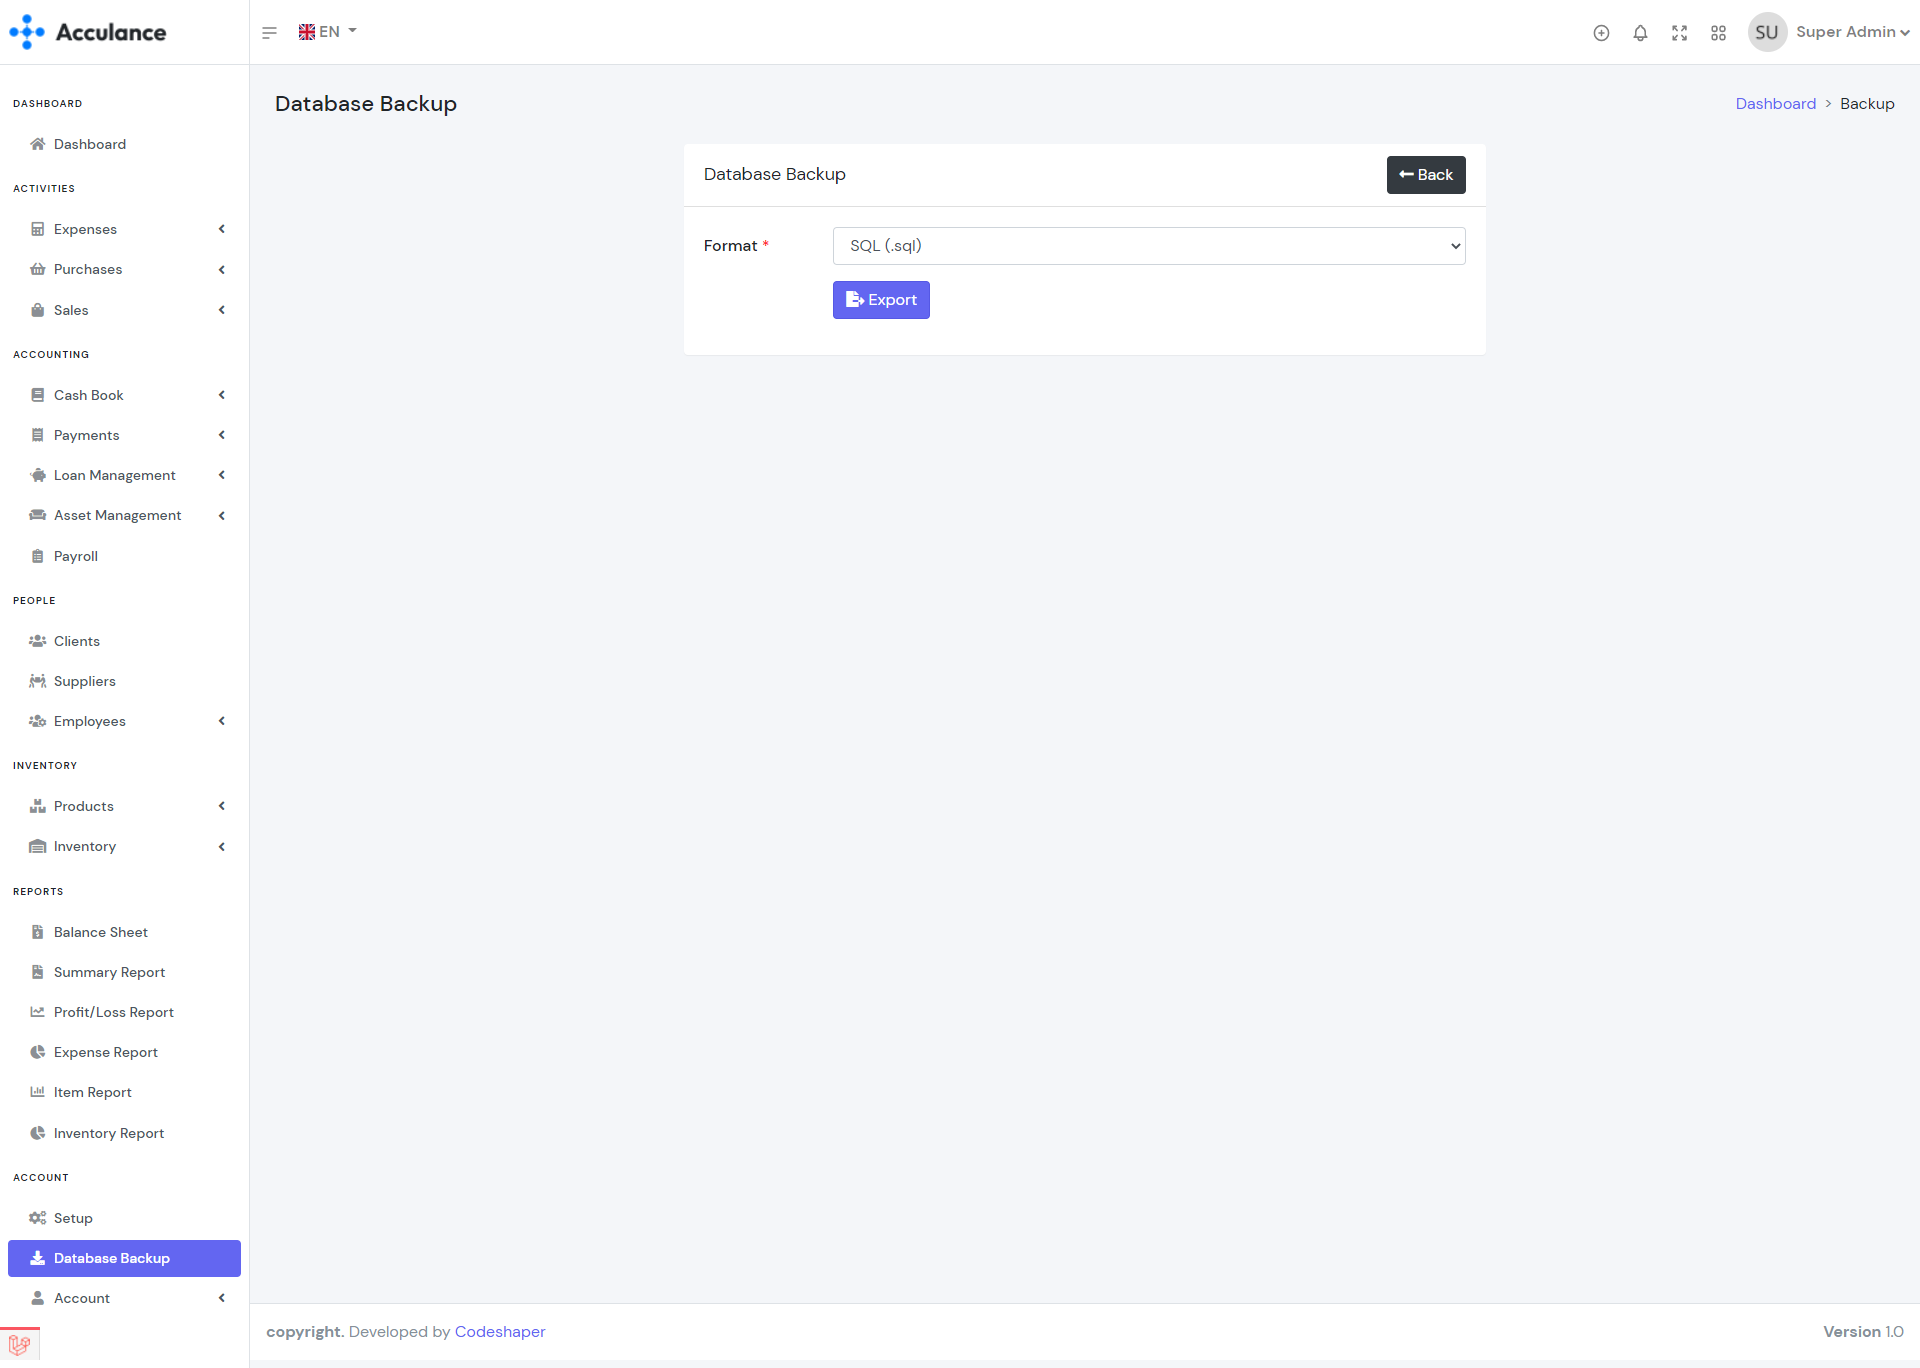 Acculance
EN
SU
Super Admin
DASHBOARD
Dashboard
ACTIVITIES
Expenses
Purchases
Sales
ACCOUNTING
Cash Book
Payments
Loan Management
Asset Management
Payroll
PEOPLE
Clients
Suppliers
Employees
INVENTORY
Products
Inventory
REPORTS
Balance Sheet
Summary Report
Profit/Loss Report
Expense Report
Item Report
Inventory Report
ACCOUNT
Setup
Database Backup
Account
Database Backup
Dashboard > Backup
Database Backup
Back
Format *
SQL (.sql)
Export
copyright. Developed by Codeshaper
Version 1.0